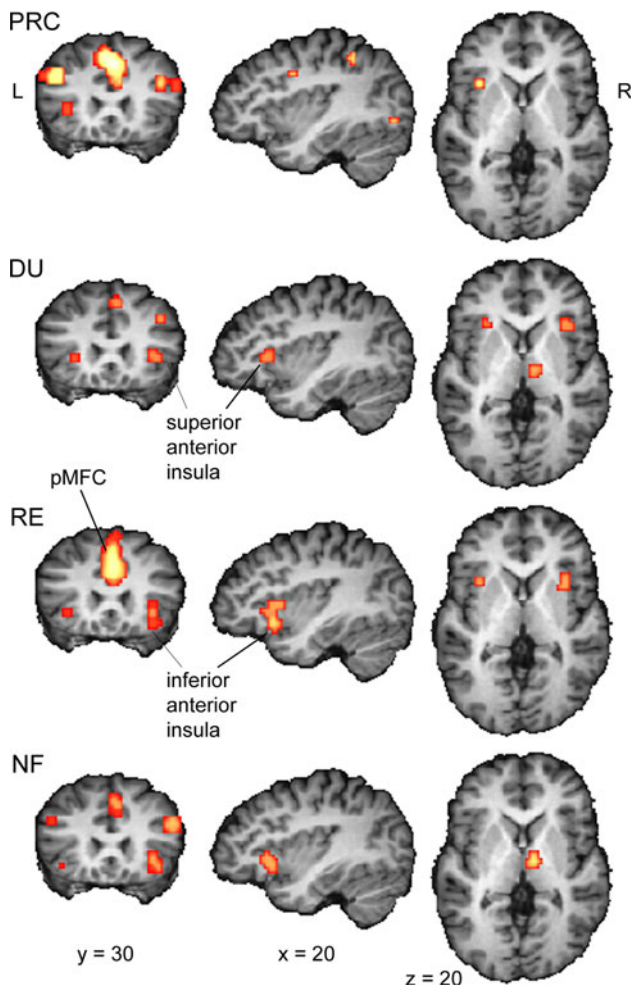 PRC
L
R
DU
superior
anterior
insula
pMFC
RE
inferior
anterior
insula
NF
y = 30
x = 20
z = 20